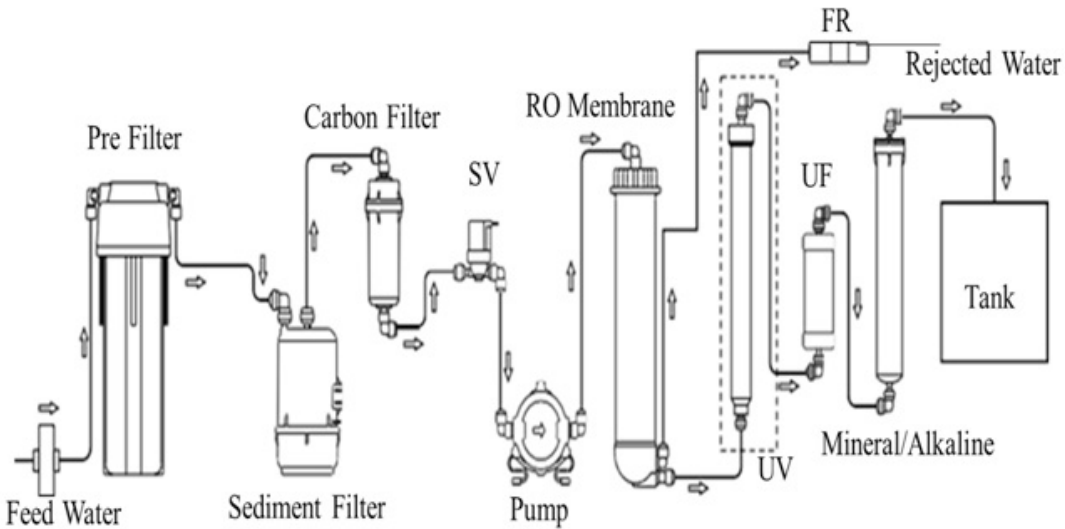 FR
Rejected Water
Carbon Filter
RO Membrane
Pre Filter
SV
UF
Tank
Mineral/Alkaline
UV
Feed Water
Sediment Filter
Pump